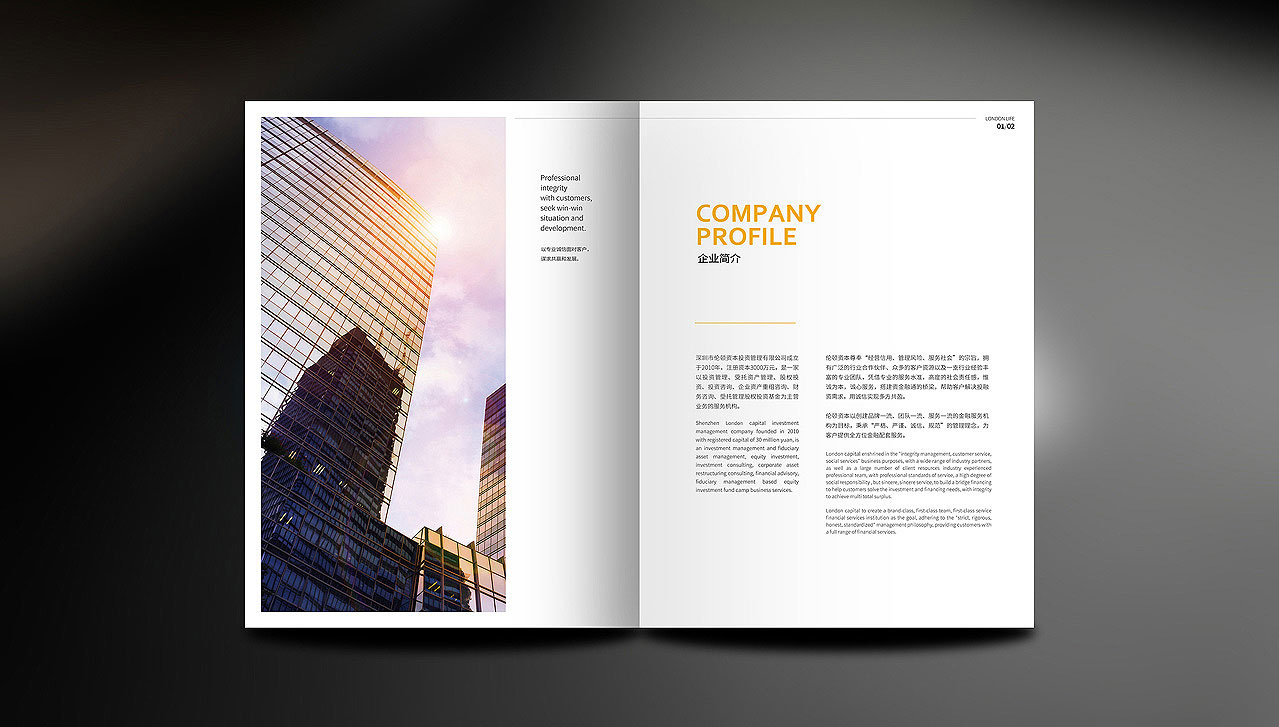 Professional
integrity
with customers,
seek win-win
situation and
development.
以专业诚信面对客户，
谋求共赢和发展。
LONDON LIFE
01/02
COMPANY
PROFILE
企业简介
深圳市伦顿资本投资管理有限公司成立
于2010年，注册资本3000万元，是一家
以投资管理、受托资产管理、股权投
资、投资咨询、企业资产重组咨询、财
务咨询、受托管理股权投资基金为主营
业务的服务机构。
Shenzhen London capital investment
management company founded in 2010
with registered capital of 30 million yuan, is
an investment management and fiduciary
asset management, equity investment,
investment consulting, corporate asset
restructuring consulting, financial advisory,
fiduciary management based equity
investment fund camp business services.
伦顿资本尊奉“经营信用、管理风险、服务社会”的宗旨，拥
有广泛的行业合作伙伴、众多的客户资源以及一支行业经验丰
富的专业团队，凭借专业的服务水准、高度的社会责任感，维
诚为本，诚心服务，搭建资金融通的桥梁，帮助客户解决投融
资需求，用诚信实现多方共盈。
伦顿资本以创建品牌一流、团队一流、服务一流的金融服务机
构为目标，秉承“严格、严谨、诚信、规范”的管理理念，为
客户提供全方位金融配套服务。
London capital enshrined in the "integrity management, customer service,
social services" business purposes, with a wide range of industry partners,
as well as a large number of client resources industry experienced
professional team, with professional standards of service, a high degree of
social responsibility, but sincere, sincere service, to build a bridge financing
to help customers solve the investment and financing needs, with integrity
to achieve multi total surplus.
London capital to create a brand-class, first-class team, first-class service
financial services institution as the goal, adhering to the "strict, rigorous,
honest, standardized" management philosophy, providing customers with
a full range of financial services.